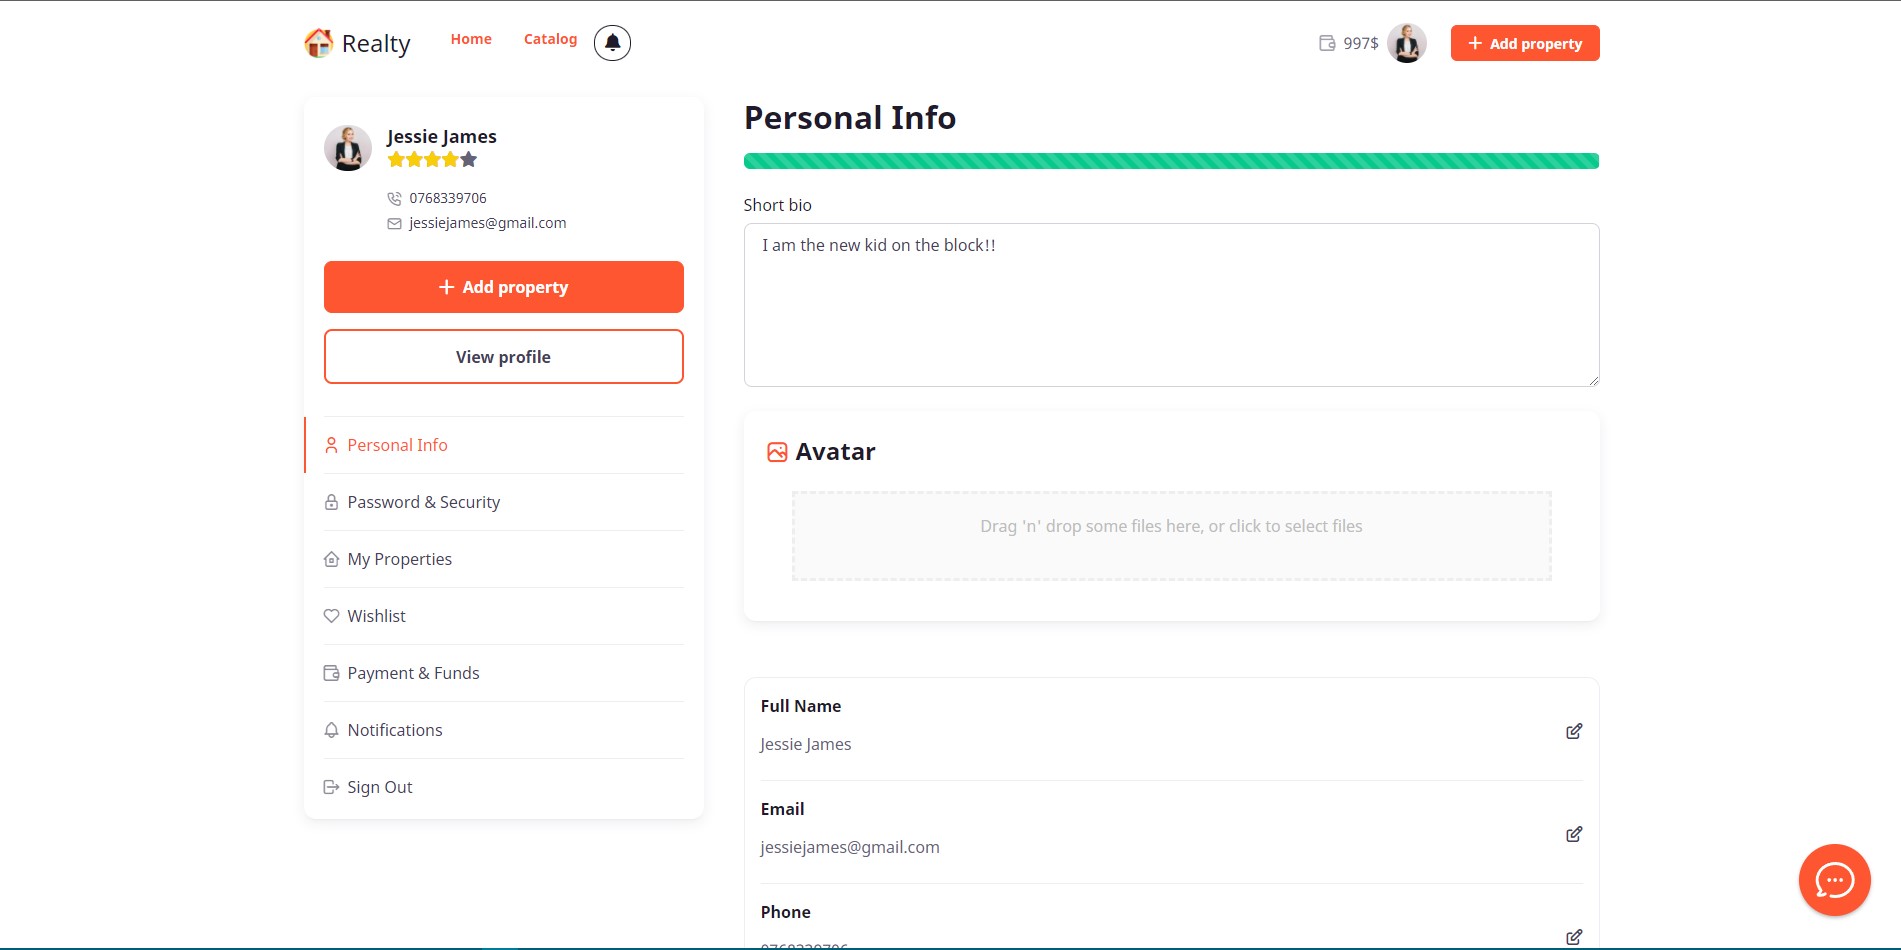 Realty
Home
Catalog
997$
Add property
Jessie James
0768339706
jessiejames@gmail.com
Add property
View profile
Personal Info
Password & Security
My Properties
Wishlist
Payment & Funds
Notifications
Sign Out
Personal Info
Short bio
I am the new kid on the block!!
Avatar
Drag 'n' drop some files here, or click to select files
Full Name
Jessie James
Email
jessiejames@gmail.com
Phone